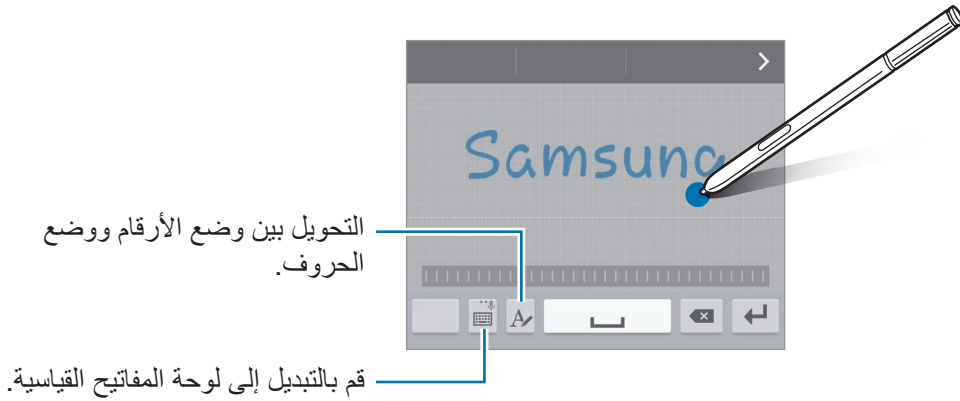 Samsung
التحويل بين وضع الأرقام ووضع
الحروف.
A
قم بالتبديل إلى لوحة المفاتيح القياسية.